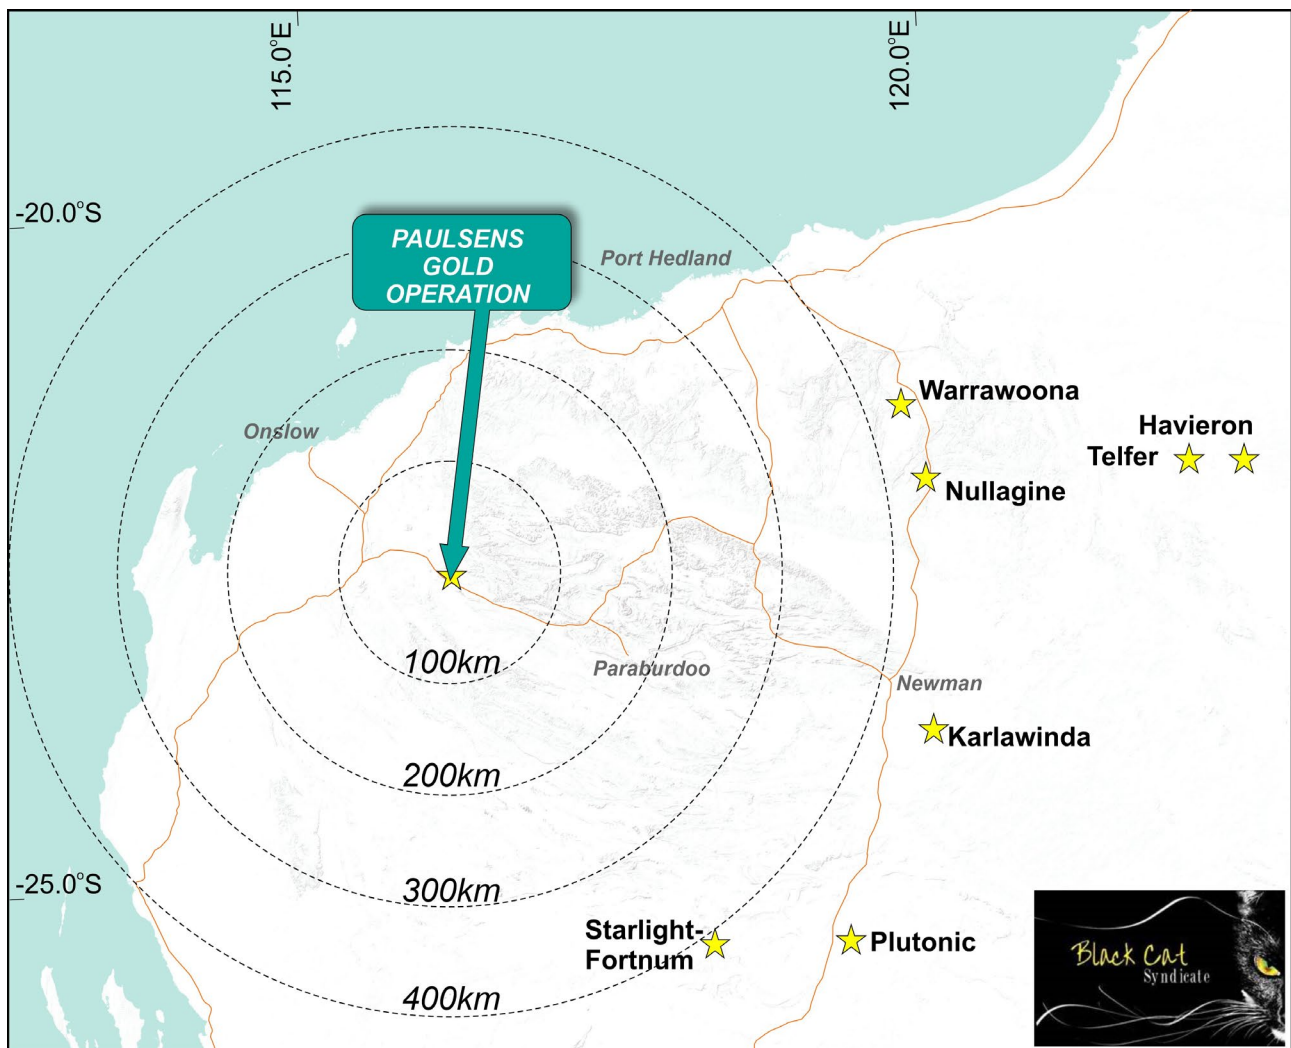 115.0°E
120.0°E
-20.0°S
PAULSENS
GOLD
OPERATION
Port Hedland
Warrawoona
Havieron
Telfer
Onslow
Nullagine
100km
Paraburdoo
Newman
Karlawinda
200km
-25.0°S
300km
Starlight-
Fortnum
Plutonic
400km
Black Cat
Syndicate